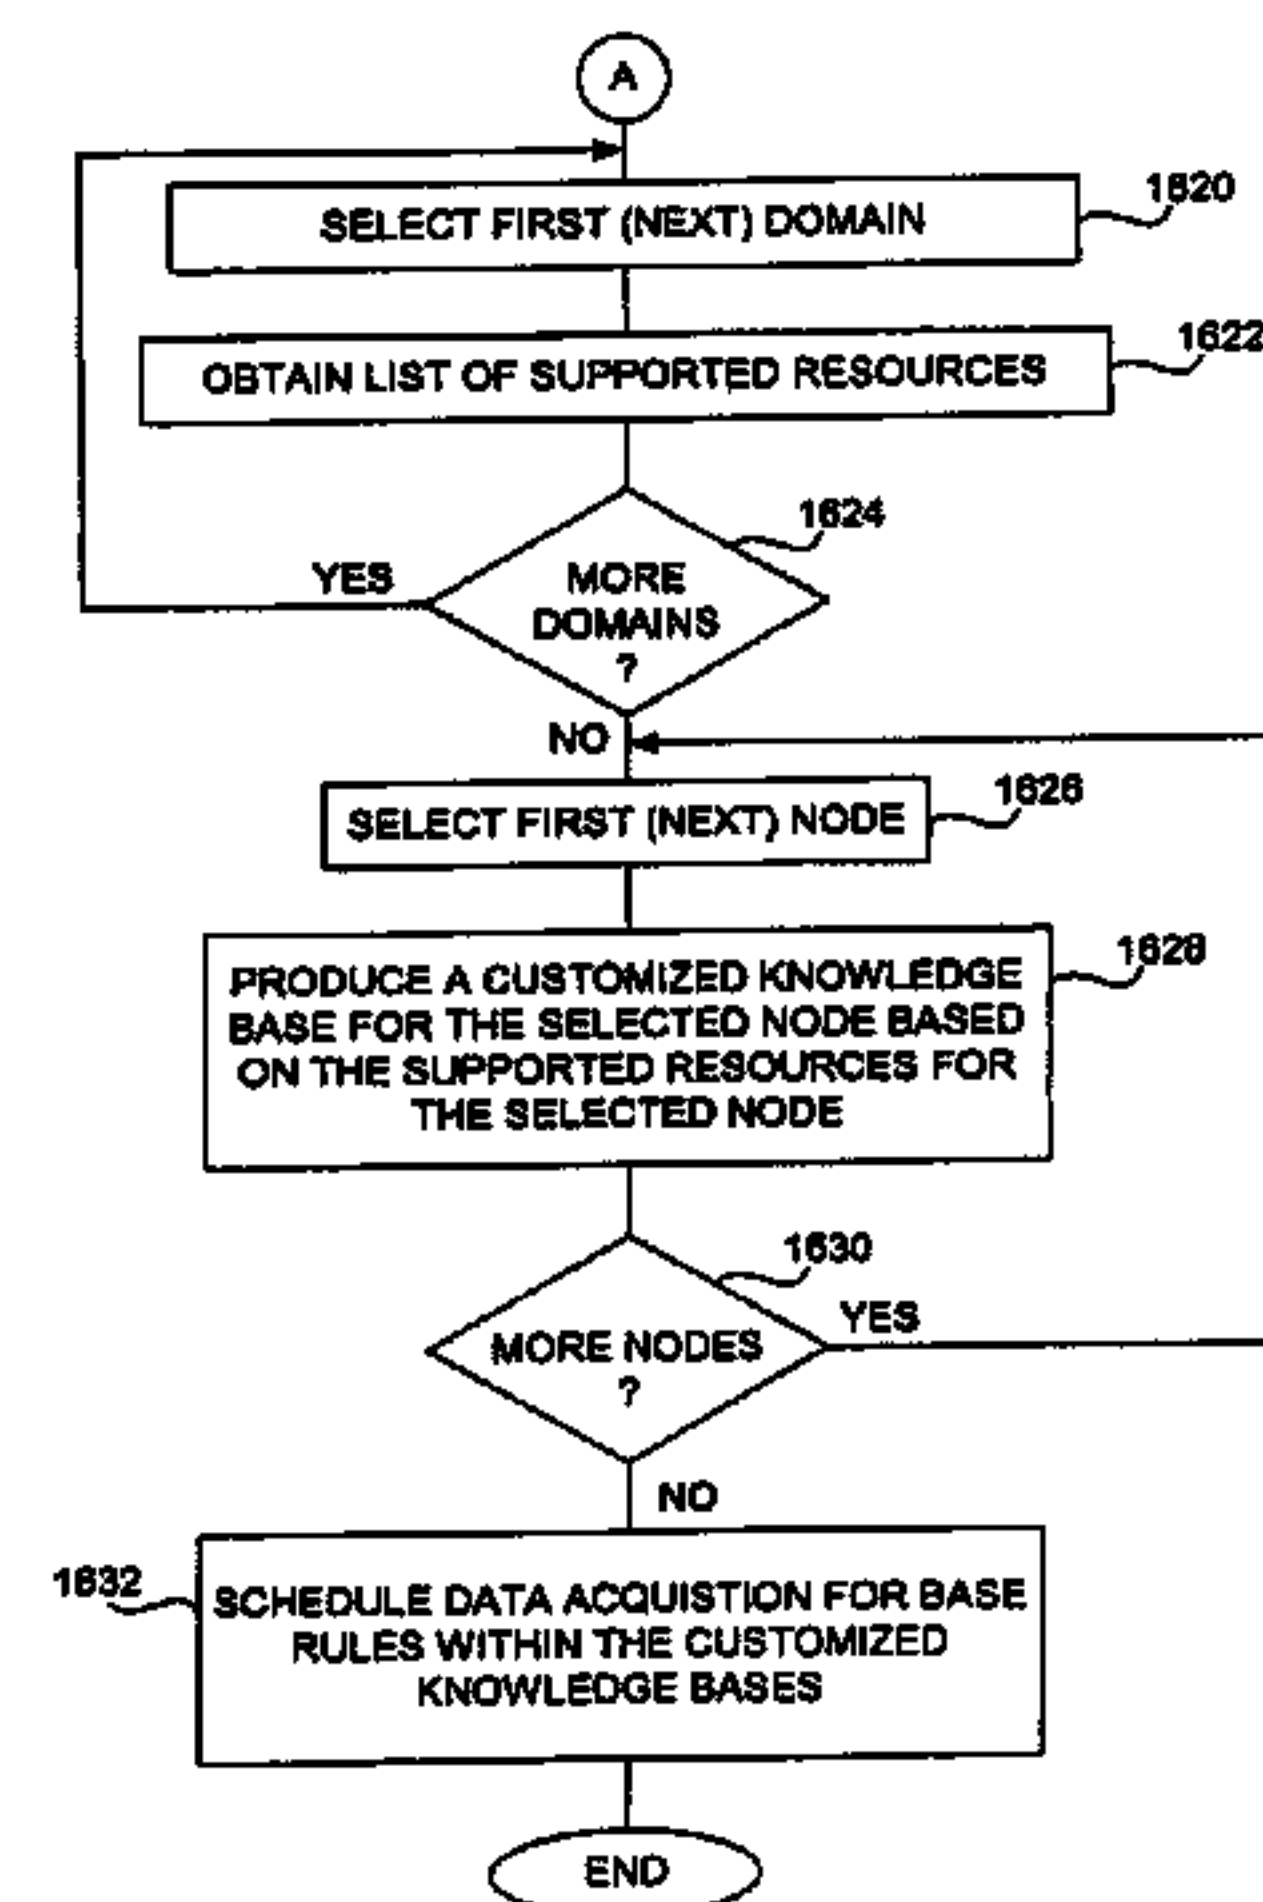 A
SELECT FIRST (NEXT) DOMAIN
1620
OBTAIN LIST OF SUPPORTED RESOURCES
1622
1624
YES
MORE
DOMAINS
?
NO
SELECT FIRST (NEXT) NODE
1626
PRODUCE A CUSTOMIZED KNOWLEDGE
BASE FOR THE SELECTED NODE BASED
ON THE SUPPORTED RESOURCES FOR
THE SELECTED NODE
1628
1630
YES
MORE NODES
?
NO
1632
SCHEDULE DATA ACQUISTION FOR BASE
RULES WITHIN THE CUSTOMIZED
KNOWLEDGE BASES
END